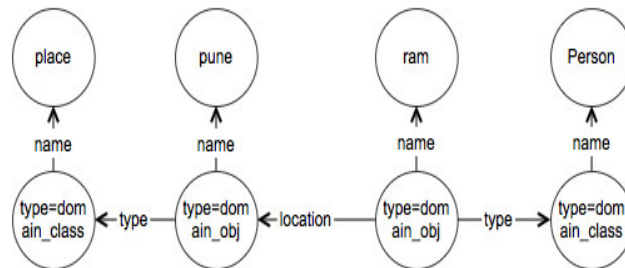 place
pune
ram
Person
name
name
name
name
type=dom
ain_class
type
type=dom
ain_obj
location
type=dom
ain_obj
type
type=dom
ain_class